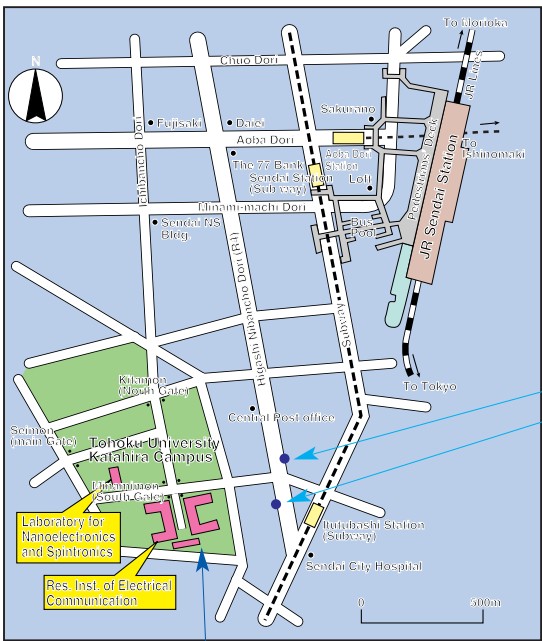 To Morioka
N
JR Lines
Chuo Dori
Sakurano
Fujisaki
Daiei
Ichibancho Dori
Aoba Dori
To
Ishinomaki
Aoba Dori
Station
The 77 Bank
Sendai Station
(Sub way)
Loft
Pedestrians' Deck
JR Sendai Station
Minami-machi Dori
Sendai NS
Bldg.
Bus
Pool
Higashi Nibancho Dori (R4)
Subway
To Tokyo
Kitamon
(North Gate)
Central Post office
Seimon
(main Gate)
Tohoku University
Katahira Campus
Minamimon
(South Gate)
Laboratory for
Nanoelectronics
and Spintronics
Itutubashi Station
(Subway)
Sendai City Hospital
Res. Inst. of Electrical
Communication
0
500m